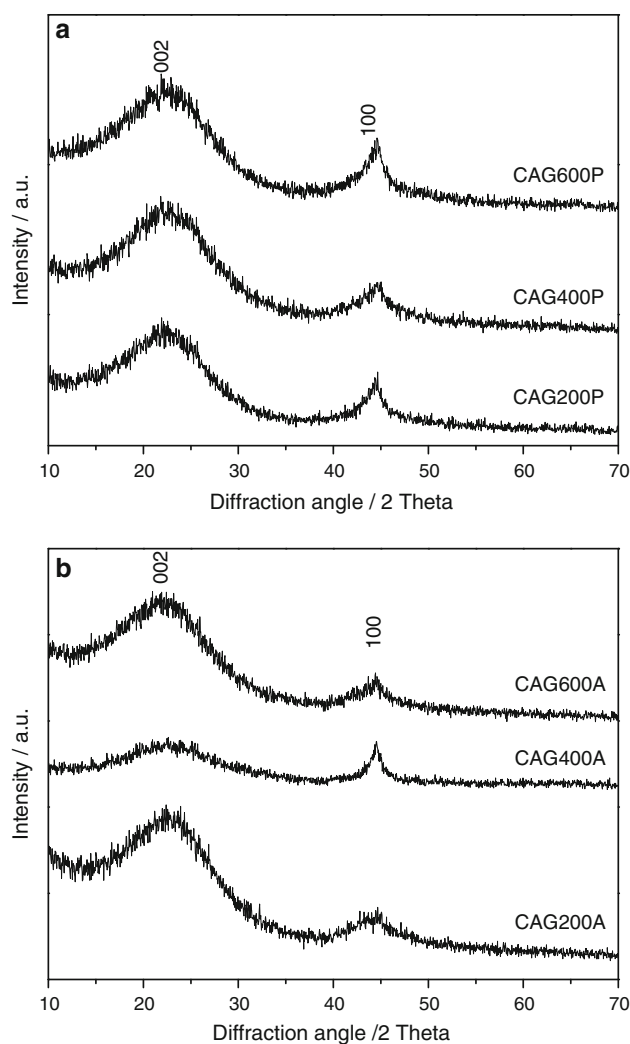 a
002
100
CAG600P
CAG400P
CAG200P
Intensity / a.u.
10 20 30 40 50 60 70
Diffraction angle / 2 Theta
b
002
100
CAG600A
CAG400A
CAG200A
Intensity / a.u.
10 20 30 40 50 60 70
Diffraction angle /2 Theta